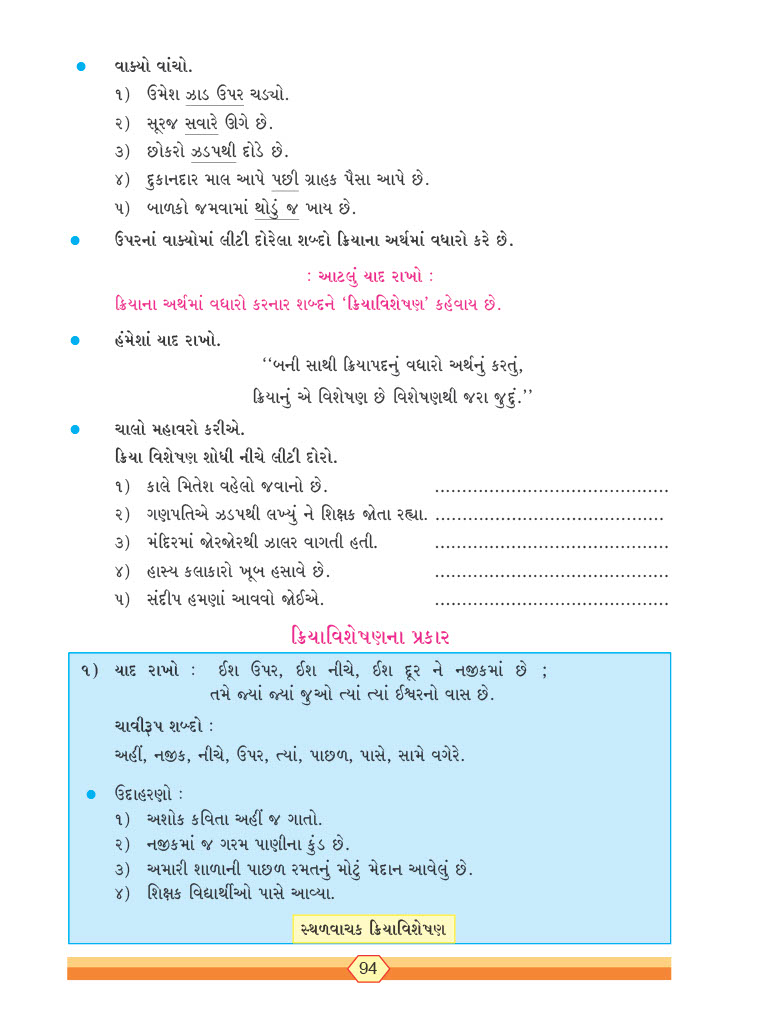 ● વાક્યો વાંચો.
૧) ઉમેશ ઝાડ ઉપર ચડ્યો.
૨) સૂરજ સવારે ઊગે છે.
૩) છોકરો ઝડપથી દોડે છે.
૪) દુકાનદાર માલ આપે પછી ગ્રાહક પૈસા આપે છે.
૫) બાળકો જમવામાં થોડું જ ખાય છે.
● ઉપરનાં વાક્યોમાં લીટી દોરેલા શબ્દો ક્રિયાના અર્થમાં વધારો કરે છે.
: આટલું યાદ રાખો :
ક્રિયાના અર્થમાં વધારો કરનાર શબ્દને ‘ક્રિયાવિશેષણ’ કહેવાય છે.
● હંમેશાં યાદ રાખો.
‘‘બની સાથી ક્રિયાપદનું વધારો અર્થનું કરતું,
ક્રિયાનું એ વિશેષણ છે વિશેષણથી જરા જુદું.’’
● ચાલો મહાવરો કરીએ.
ક્રિયા વિશેષણ શોધી નીચે લીટી દોરો.
૧) કાલે મિતેશ વહેલો જવાનો છે. ...........................................
૨) ગણપતિએ ઝડપથી લખ્યું ને શિક્ષક જોતા રહ્યા. ..........................................
૩) મંદિરમાં જોરજોરથી ઝાલર વાગતી હતી. ...........................................
૪) હાસ્ય કલાકારો ખૂબ હસાવે છે. ...........................................
૫) સંદીપ હમણાં આવવો જોઈએ. ...........................................
ક્રિયાવિશેષણના પ્રકાર
૧) યાદ રાખો : ઈશ ઉપર, ઈશ નીચે, ઈશ દૂર ને નજીકમાં છે ;
તમે જ્યાં જ્યાં જુઓ ત્યાં ત્યાં ઈશ્વરનો વાસ છે.
ચાવીરૂપ શબ્દો :
અહીં, નજીક, નીચે, ઉપર, ત્યાં, પાછળ, પાસે, સામે વગેરે.
● ઉદાહરણો :
૧) અશોક કવિતા અહીં જ ગાતો.
૨) નજીકમાં જ ગરમ પાણીના કુંડ છે.
૩) અમારી શાળાની પાછળ રમતનું મોટું મેદાન આવેલું છે.
૪) શિક્ષક વિદ્યાર્થીઓ પાસે આવ્યા.
સ્થળવાચક ક્રિયાવિશેષણ
94